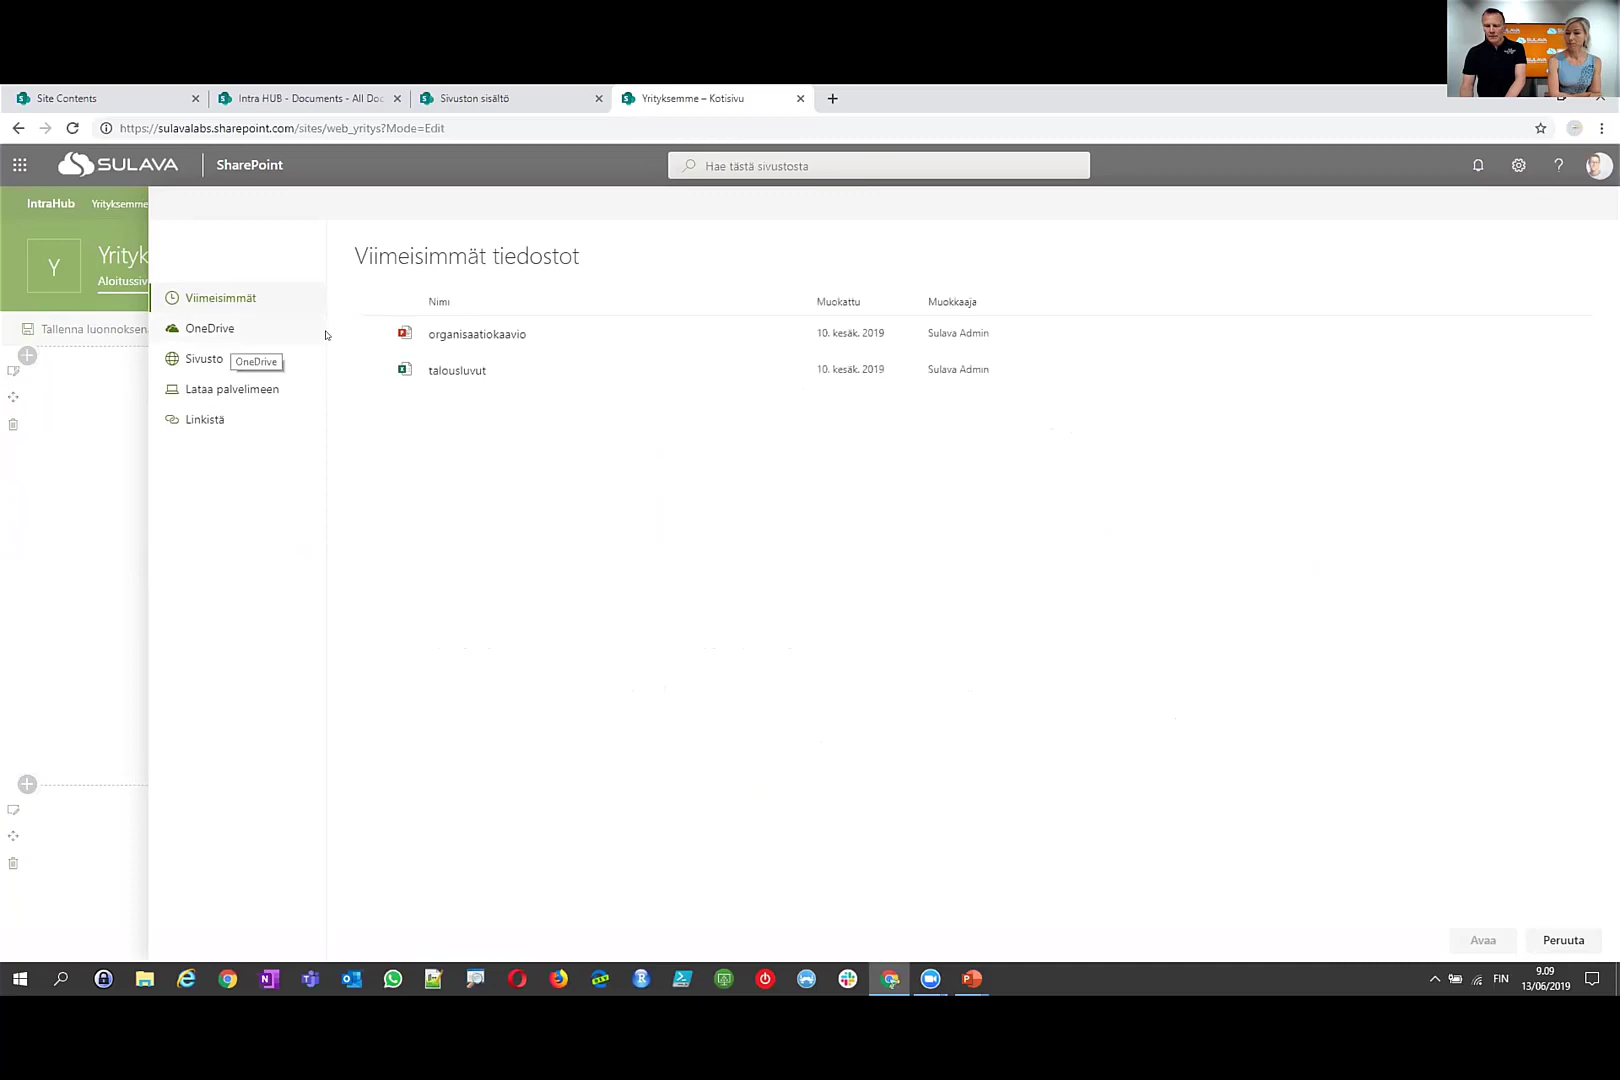 SULAVA
Site Contents
Intra HUB - Documents - All Doc
Sivuston sisältö
Yrityksemme – Kotisivu
https://sulavalabs.sharepoint.com/sites/web_yritys?Mode=Edit
SULAVA
SharePoint
Hae tästä sivustosta
IntraHub
Yrityksemme
Y
Yrityk
Aloitussiv
Tallenna luonnoksen
Viimeisimmät
OneDrive
Sivusto
OneDrive
Lataa palvelimeen
Linkistä
Viimeisimmät tiedostot
Nimi
Muokattu
Muokkaaja
organisaatiokaavio
10. kesäk. 2019
Sulava Admin
talousluvut
10. kesäk. 2019
Sulava Admin
Avaa
Peruuta
FIN
9.09
13/06/2019